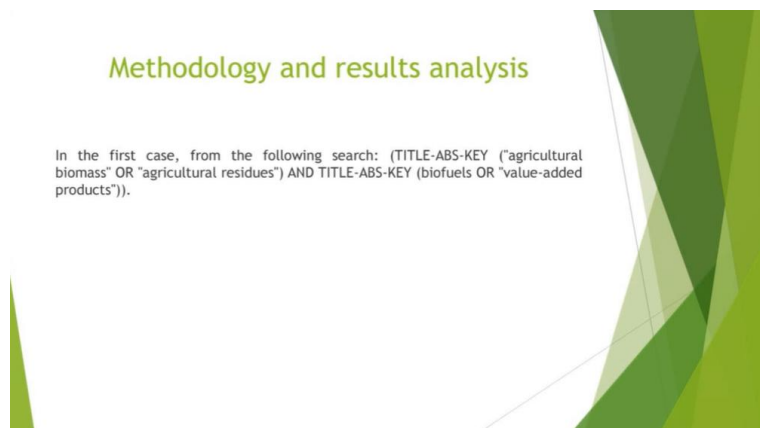 Methodology and results analysis
In the first case, from the following search: (TITLE-ABS-KEY ("agricultural
biomass" OR "agricultural residues") AND TITLE-ABS-KEY (biofuels OR "value-added
products")).